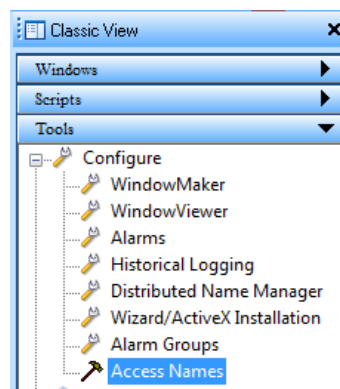 Classic View
Windows
Scripts
Tools
Configure
WindowMaker
WindowViewer
Alarms
Historical Logging
Distributed Name Manager
Wizard/ActiveX Installation
Alarm Groups
Access Names